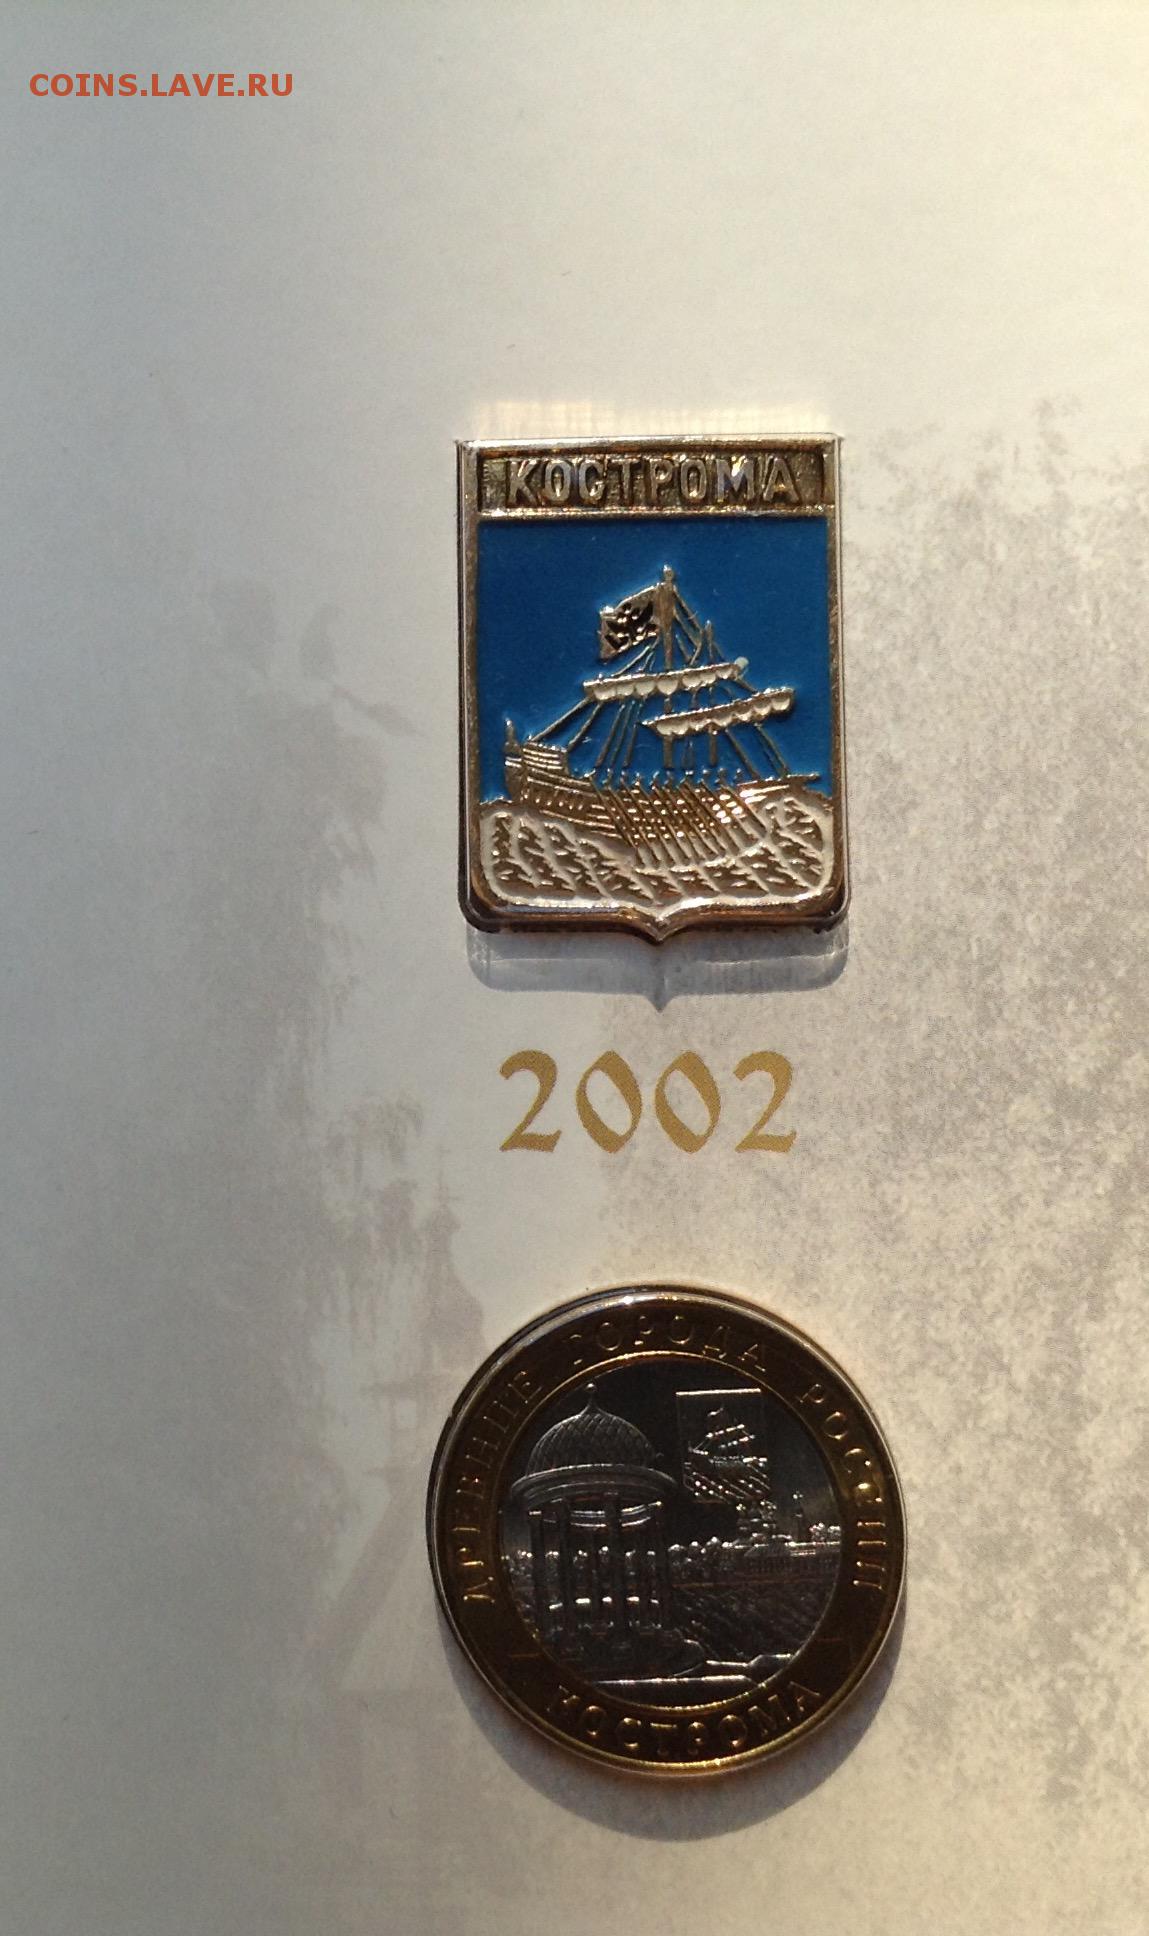 COINS.LAVE.RU
КОСТРОМА
2002
ДРЕВНИЕ ГОРОДА РОССИИ
КОСТРОМА